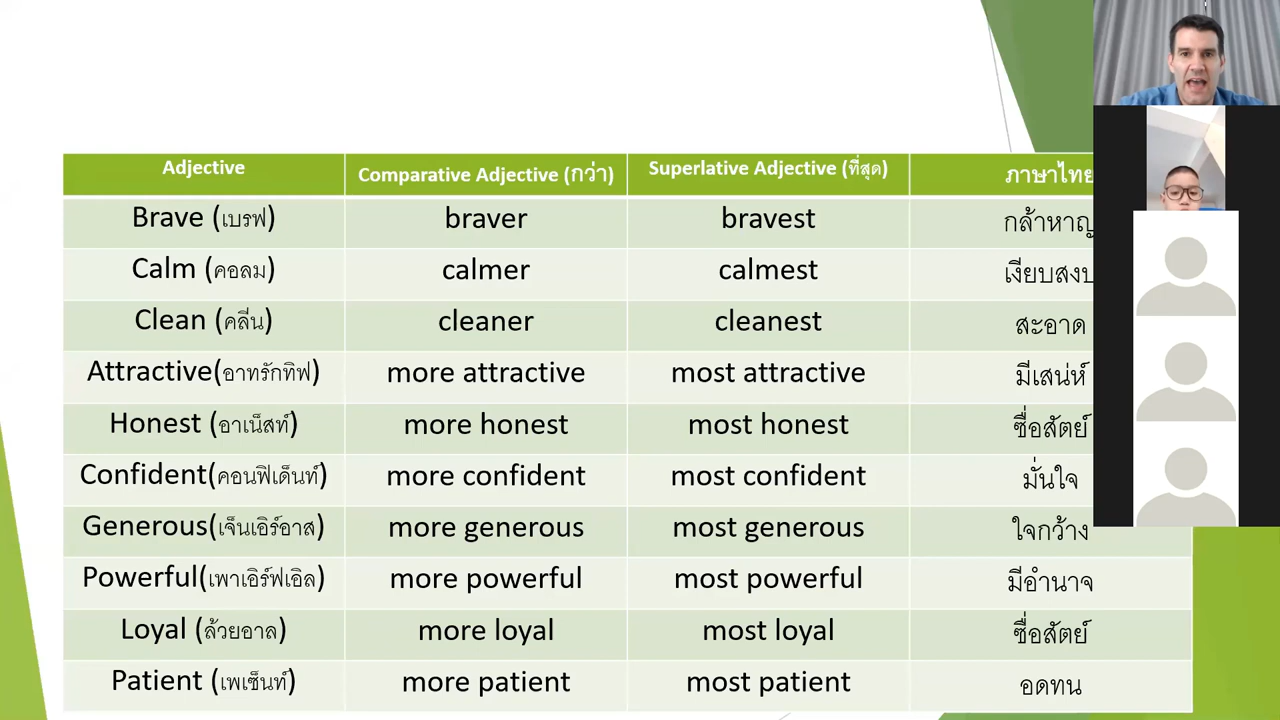 Adjective Comparative Adjective (กว่า) Superlative Adjective (ที่สุด) ภาษาไทย
Brave (เบรฟ) braver bravest กล้าหาญ
Calm (คอลม) calmer calmest เงียบสงบ
Clean (คลีน) cleaner cleanest สะอาด
Attractive(อาทรักทิฟ) more attractive most attractive มีเสน่ห์
Honest (อาเน็สท์) more honest most honest ซื่อสัตย์
Confident(คอนฟิเด็นท์) more confident most confident มั่นใจ
Generous(เจ็นเอิร์อาส) more generous most generous ใจกว้าง
Powerful(เพาเอิร์ฟเอิล) more powerful most powerful มีอำนาจ
Loyal (ล้วยอาล) more loyal most loyal ซื่อสัตย์
Patient (เพเซ็นท์) more patient most patient อดทน